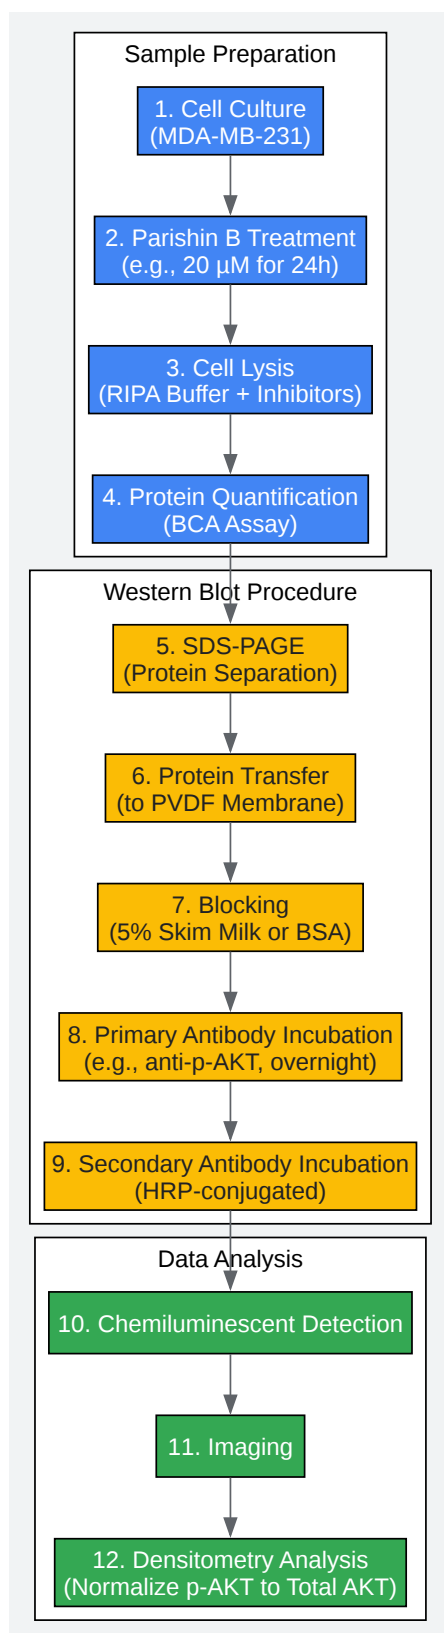 Sample Preparation
1. Cell Culture
(MDA-MB-231)
2. Parishin B Treatment
(e.g., 20 µM for 24h)
3. Cell Lysis
(RIPA Buffer + Inhibitors)
4. Protein Quantification
(BCA Assay)
Western Blot Procedure
5. SDS-PAGE
(Protein Separation)
6. Protein Transfer
(to PVDF Membrane)
7. Blocking
(5% Skim Milk or BSA)
8. Primary Antibody Incubation
(e.g., anti-p-AKT, overnight)
9. Secondary Antibody Incubation
(HRP-conjugated)
Data Analysis
10. Chemiluminescent Detection
11. Imaging
12. Densitometry Analysis
(Normalize p-AKT to Total AKT)